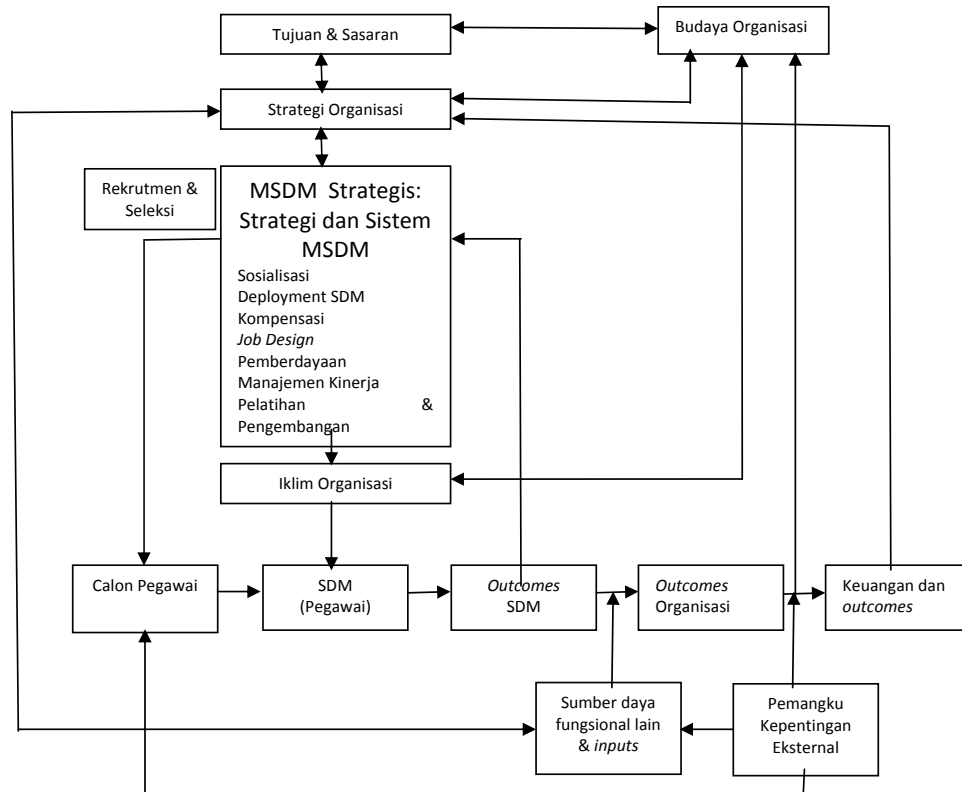 Tujuan & Sasaran
Budaya Organisasi
Strategi Organisasi
Rekrutmen &
Seleksi
MSDM Strategis:
Strategi dan Sistem
MSDM
Sosialisasi
Deployment SDM
Kompensasi
Job Design
Pemberdayaan
Manajemen Kinerja
Pelatihan &
Pengembangan
Iklim Organisasi
Calon Pegawai
SDM
(Pegawai)
Outcomes
SDM
Outcomes
Organisasi
Keuangan dan
outcomes
Sumber daya
fungsional lain
& inputs
Pemangku
Kepentingan
Eksternal